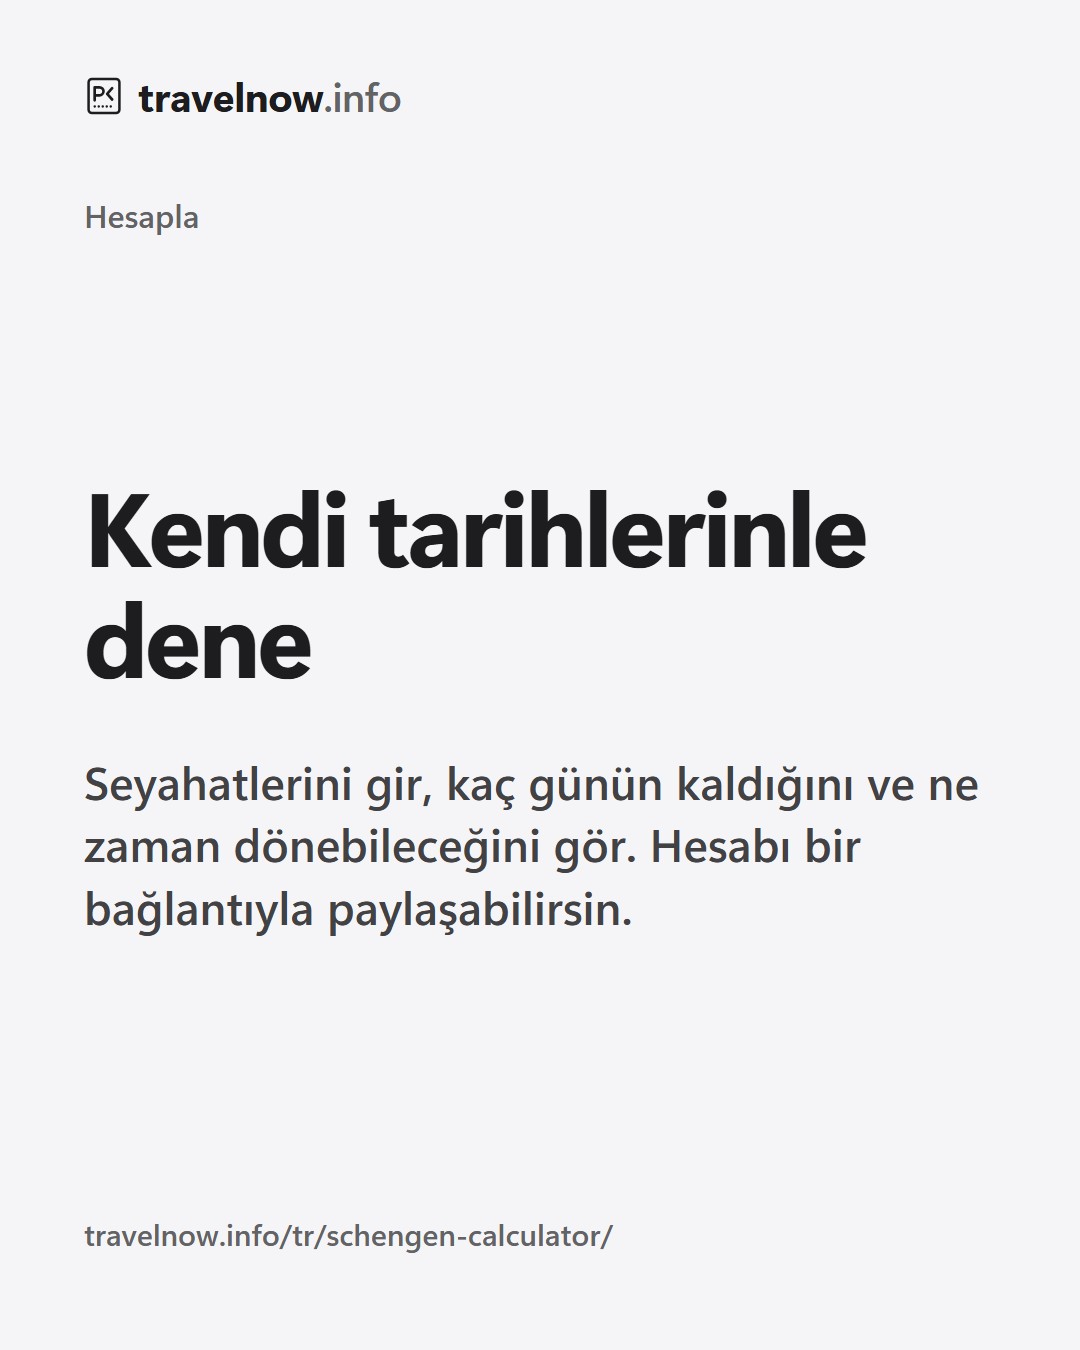 travelnow.info
Hesapla
Kendi tarihlerinle
dene
Seyahatlerini gir, kaç günün kaldığını ve ne
zaman dönebileceğini gör. Hesabı bir
bağlantıyla paylaşabilirsin.
travelnow.info/tr/schengen-calculator/